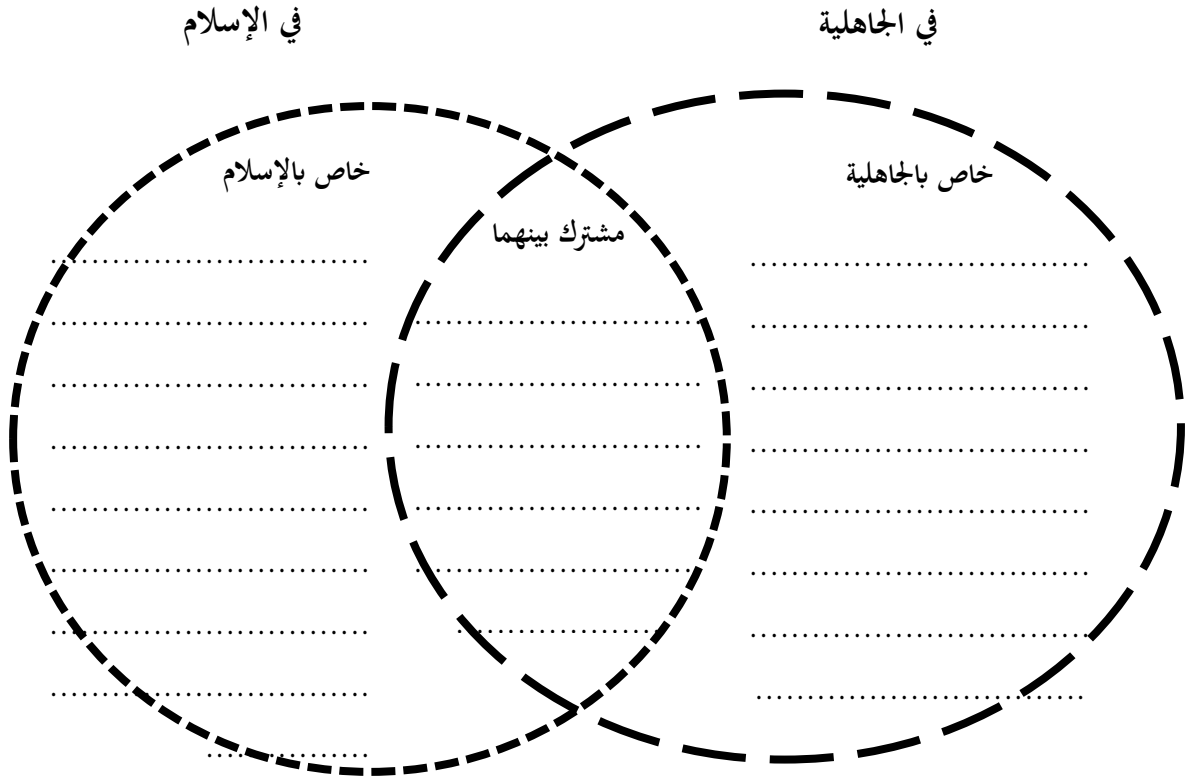 في الجاهلية
في الإسلام
خاص بالجاهلية
خاص بالإسلام
مشترك بينهما